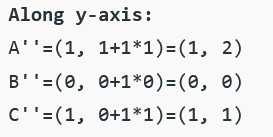 Along y-axis:
A''=(1, 1+1*1)=(1, 2)
B''=(0, 0+1*0)=(0, 0)
C''=(1, 0+1*1)=(1, 1)